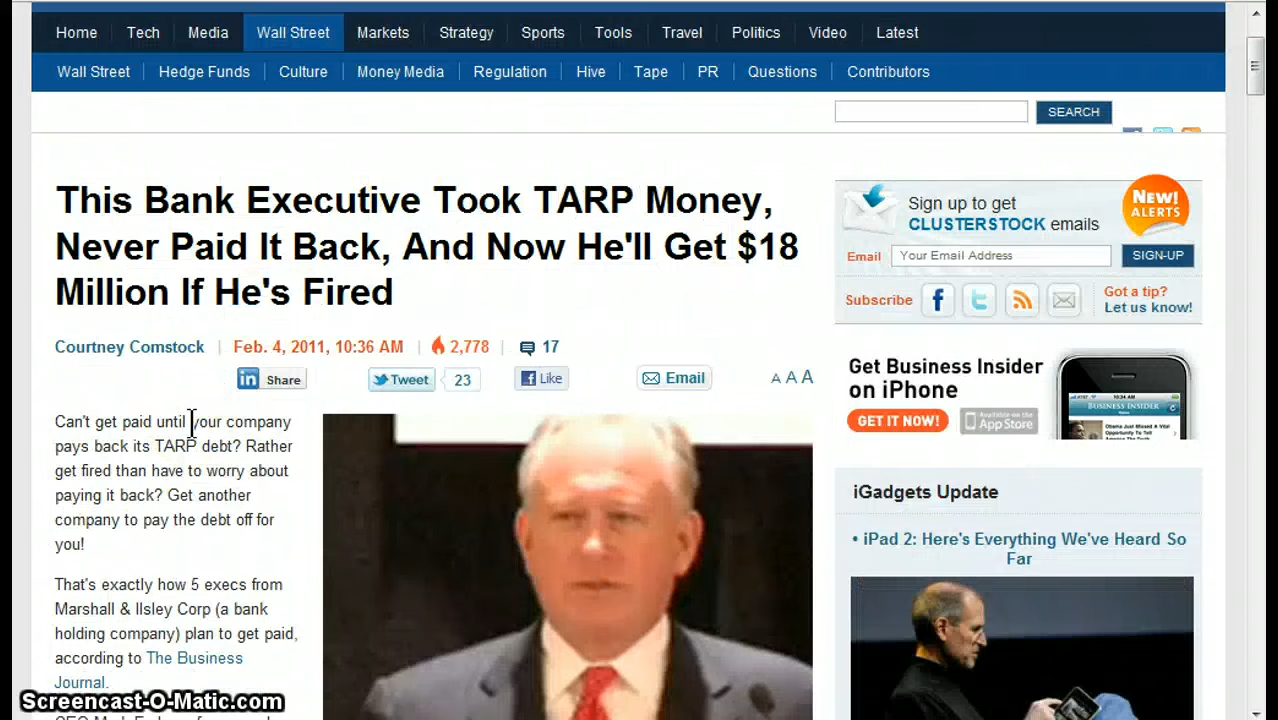 Home Tech Media Wall Street Markets Strategy Sports Tools Travel Politics Video Latest
Wall Street Hedge Funds Culture Money Media Regulation Hive Tape PR Questions Contributors
SEARCH
This Bank Executive Took TARP Money,
Never Paid It Back, And Now He'll Get $18
Million If He's Fired
Courtney Comstock | Feb. 4, 2011, 10:36 AM | 2,778 | 17
in Share Tweet 23 Like Email A A A
Can't get paid until your company
pays back its TARP debt? Rather
get fired than have to worry about
paying it back? Get another
company to pay the debt off for
you!
That's exactly how 5 execs from
Marshall & Ilsley Corp (a bank
holding company) plan to get paid,
according to The Business
Journal.
Screencast-O-Matic.com
Sign up to get
CLUSTERSTOCK emails
NEW!
ALERTS
Email Your Email Address SIGN-UP
Subscribe
Got a tip?
Let us know!
Get Business Insider
on iPhone
GET IT NOW! Available on the App Store
BUSINESS INSIDER
iGadgets Update
• iPad 2: Here's Everything We've Heard So
Far